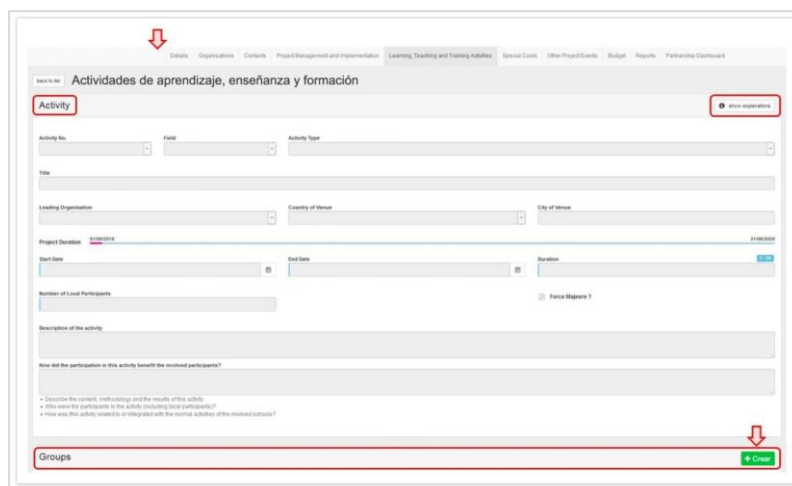 Details Organisations Contacts Project Management and Implementation Learning, Teaching and Training Activities Special Costs Other Project Events Budget Reports Partnership Dashboard
back to list Actividades de aprendizaje, enseñanza y formación
Activity show explanations
Activity No. Field Activity Type
Title
Leading Organisation Country of Venue City of Venue
Project Duration 01/09/2018 31/08/2020
Start Date End Date Duration
Number of Local Participants
Force Majeure ?
Description of the activity
How did the participation in this activity benefit the involved participants?
• Describe the content, methodology and the results of this activity.
• Who were the participants in the activity (including local participants)?
• How was this activity related to or integrated with the normal activities of the involved schools?
Groups + Crear